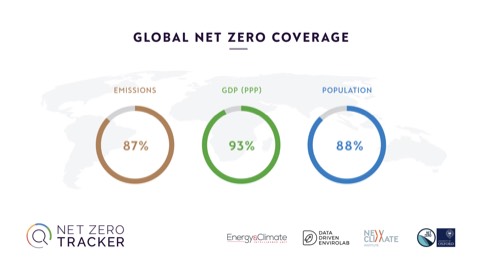 GLOBAL NET ZERO COVERAGE
EMISSIONS
GDP (PPP)
POPULATION
87%
93%
88%
NET ZERO
TRACKER
Energy&Climate
DATA
DRIVEN
ENVIROLAB
NEW
CLIMATE